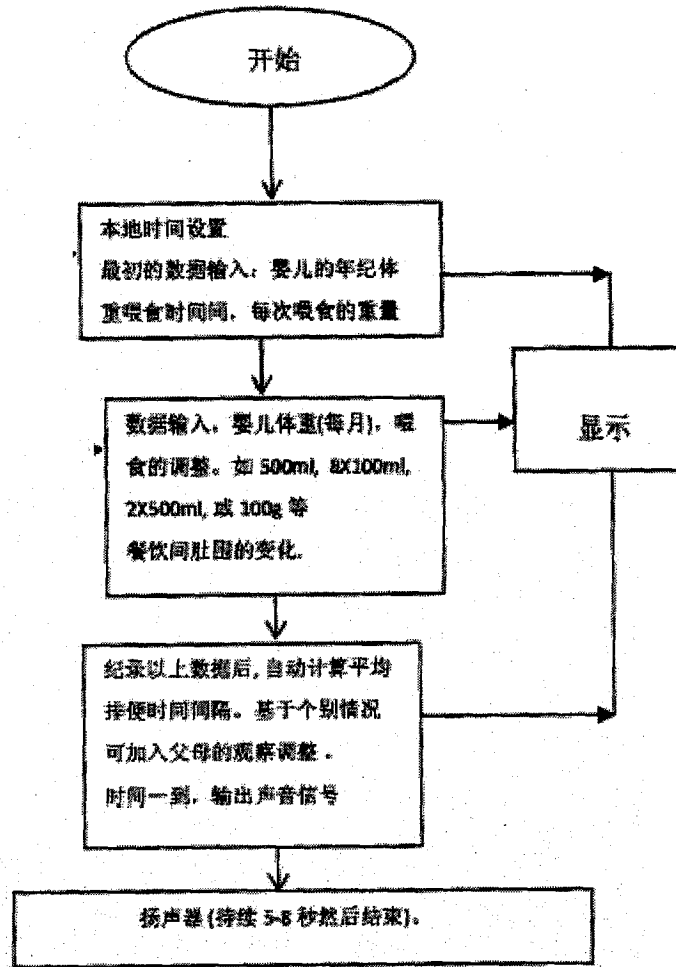 开始
本地时间设置
最初的数据输入：婴儿的年纪体
重喂食时间间，每次喂食的重量
数据输入，婴儿体重(每月)，喂
食的调整。如 500ml, 8X100ml,
2X500ml, 或 100g 等
餐饮间肚围的变化.
显示
纪录以上数据后, 自动计算平均
排便时间间隔。基于个别情况
可加入父母的观察调整 .
时间一到，输出声音信号
扬声器 (持续 5-8 秒然后结束)。